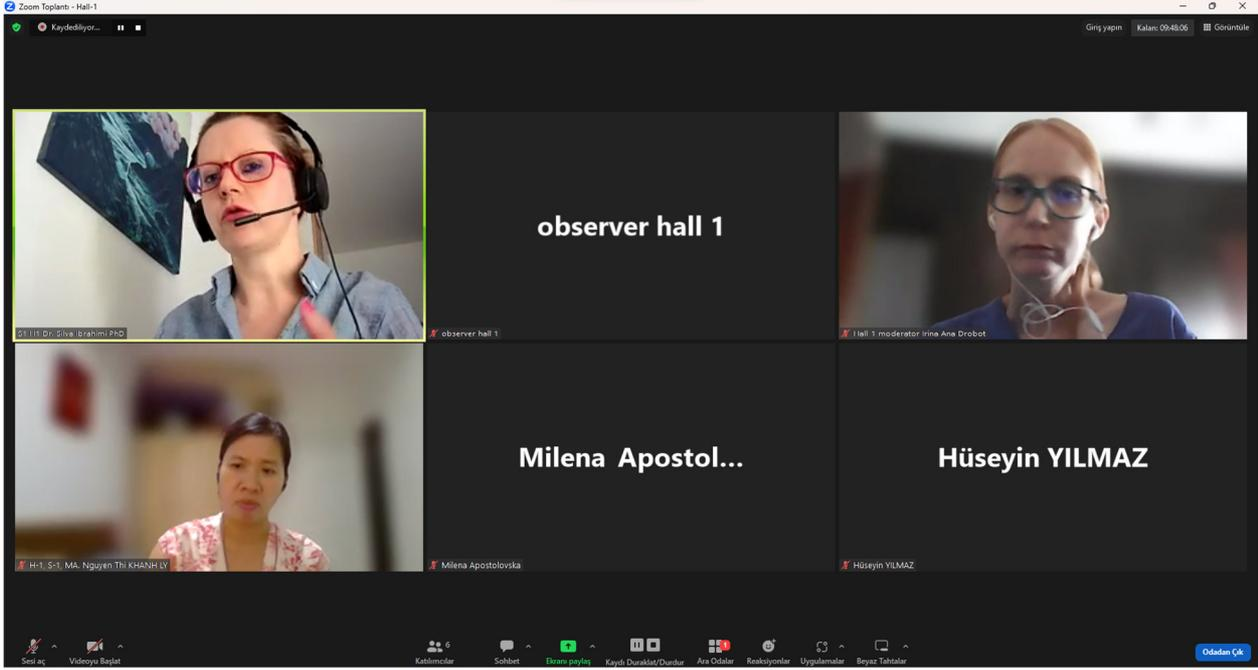 Zoom Toplantı - Hall-1
Kaydediliyor...
Giriş yapın
Kalan: 09:48:06
Görüntüle
S1 H1 Dr. Silva Ibrahimi PhD
observer hall 1
observer hall 1
Hall 1 moderator Irina Ana Drobot
H-1, S-1, MA. Nguyen Thi KHANH LY
Milena Apostol...
Milena Apostolovska
Hüseyin YILMAZ
Hüseyin YILMAZ
Sesi aç
Videoyu Başlat
6
Katılımcılar
Sohbet
Ekranı paylaş
Kaydı Duraklat/Durdur
1
Ara Odalar
Reaksiyonlar
Uygulamalar
Beyaz Tahtalar
Odadan Çık